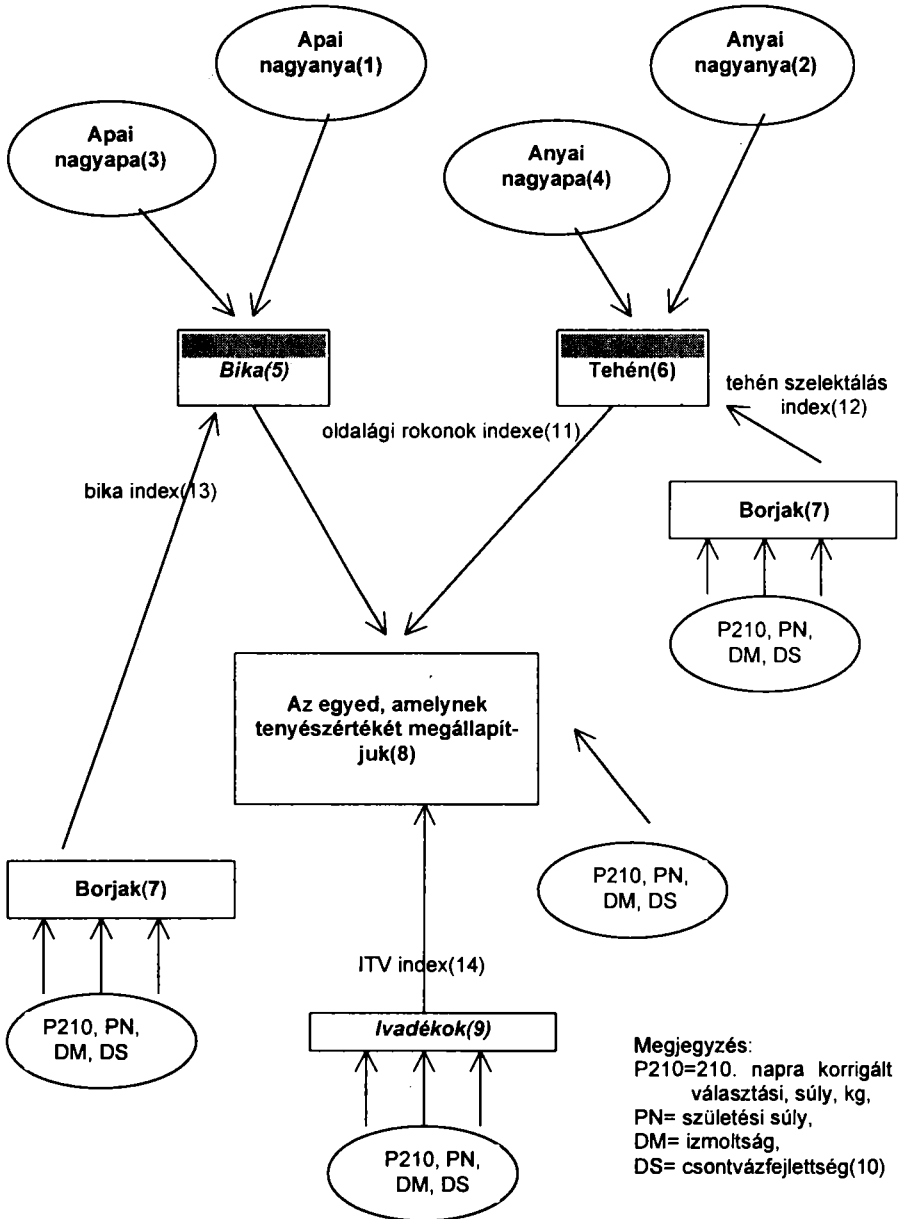 Apai
nagyanya(1)
Anyai
nagyanya(2)
Apai
nagyapa(3)
Anyai
nagyapa(4)
Bika(5)
Tehén(6)
tehén szelektálás
index(12)
oldalági rokonok indexe(11)
bika index(13)
Borjak(7)
P210, PN,
DM, DS
Az egyed, amelynek
tenyészértékét megállapít-
juk(8)
P210, PN,
DM, DS
Borjak(7)
ITV index(14)
P210, PN,
DM, DS
Ivadékok(9)
P210, PN,
DM, DS
Megjegyzés:
P210=210. napra korrigált
választási, súly, kg,
PN= születési súly,
DM= izmoltság,
DS= csontvázfejlettség(10)